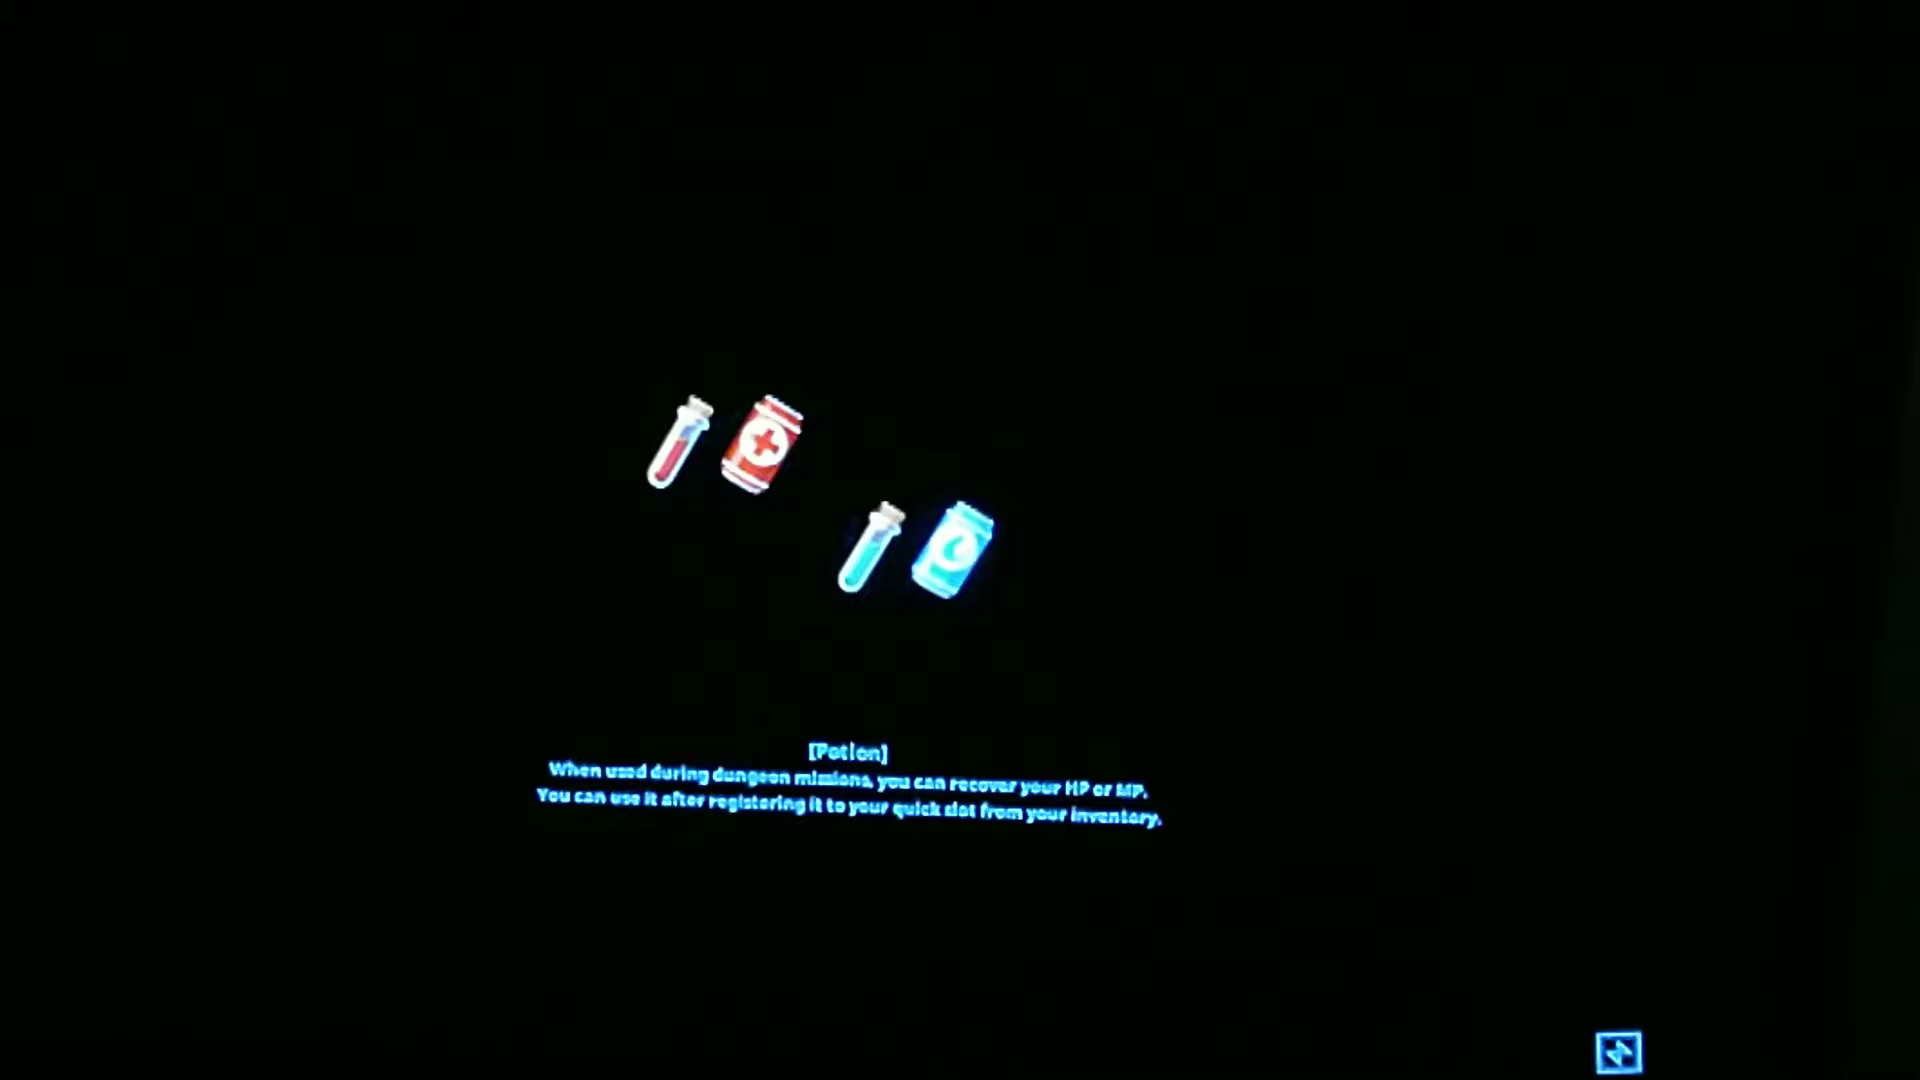 [Potion]
When used during dungeon missions, you can recover your HP or MP.
You can use it after registering it to your quick slot from your inventory.